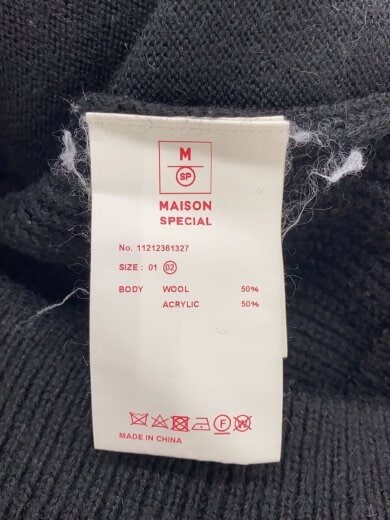 M
SP
MAISON
SPECIAL
No. 11212361327
SIZE : 01 02
BODY WOOL 50%
ACRYLIC 50%
F W
MADE IN CHINA